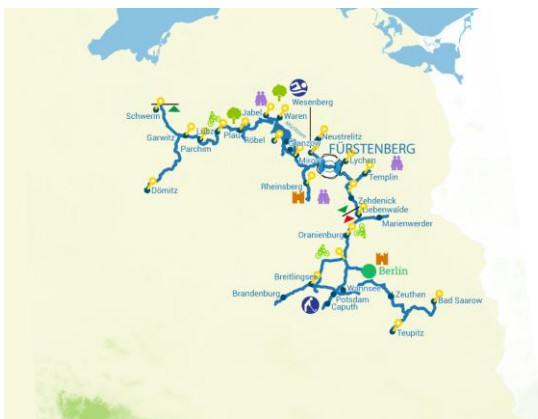 Wesenberg
Schwerin
Jabel
Waren
Garwitz
Lübz
Plau
Neustrelitz
Parchim
Röbel
FÜRSTENBERG
Mirow
Lychen
Templin
Dömitz
Rheinsberg
Zehdenick
Liebenwalde
Marienwerder
Oranienburg
Berlin
Breitlingsee
Wannsee
Brandenburg
Potsdam
Zeuthen
Bad Saarow
Caputh
Teupitz